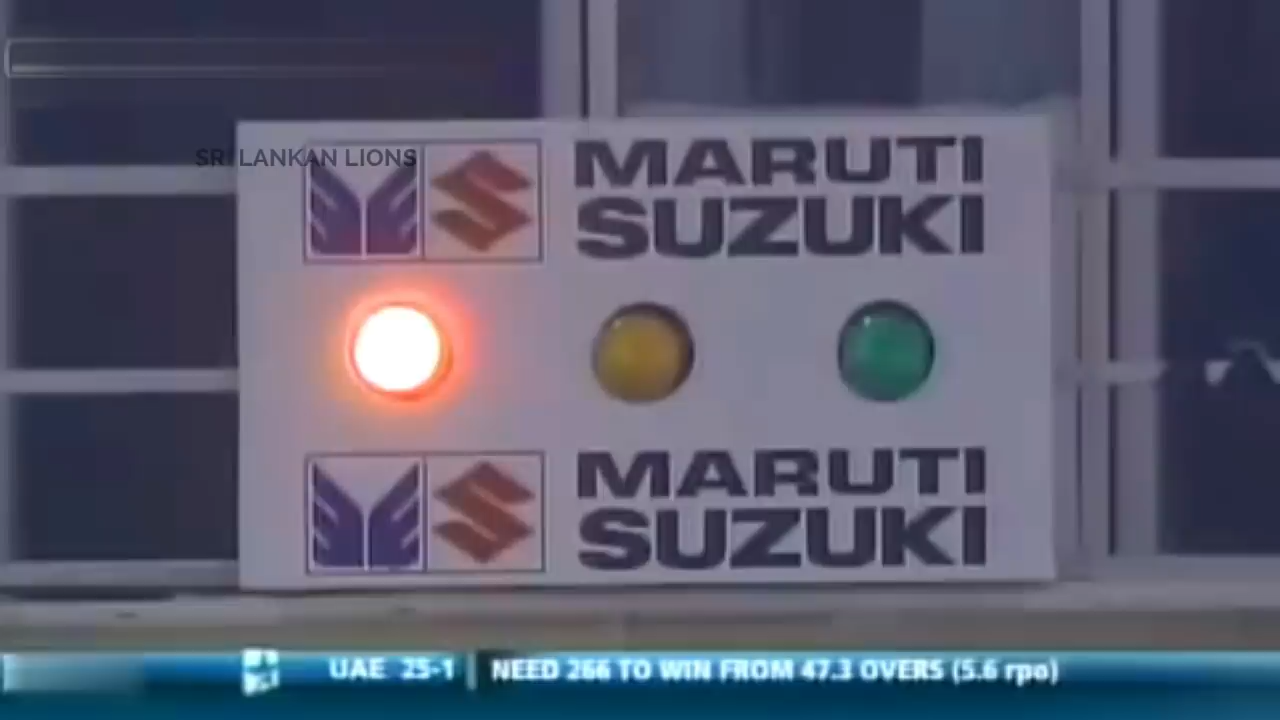 SRI LANKAN LIONS
MARUTI
SUZUKI
MARUTI
SUZUKI
UAE 25-1 NEED 266 TO WIN FROM 47.3 OVERS (5.6 rpo)